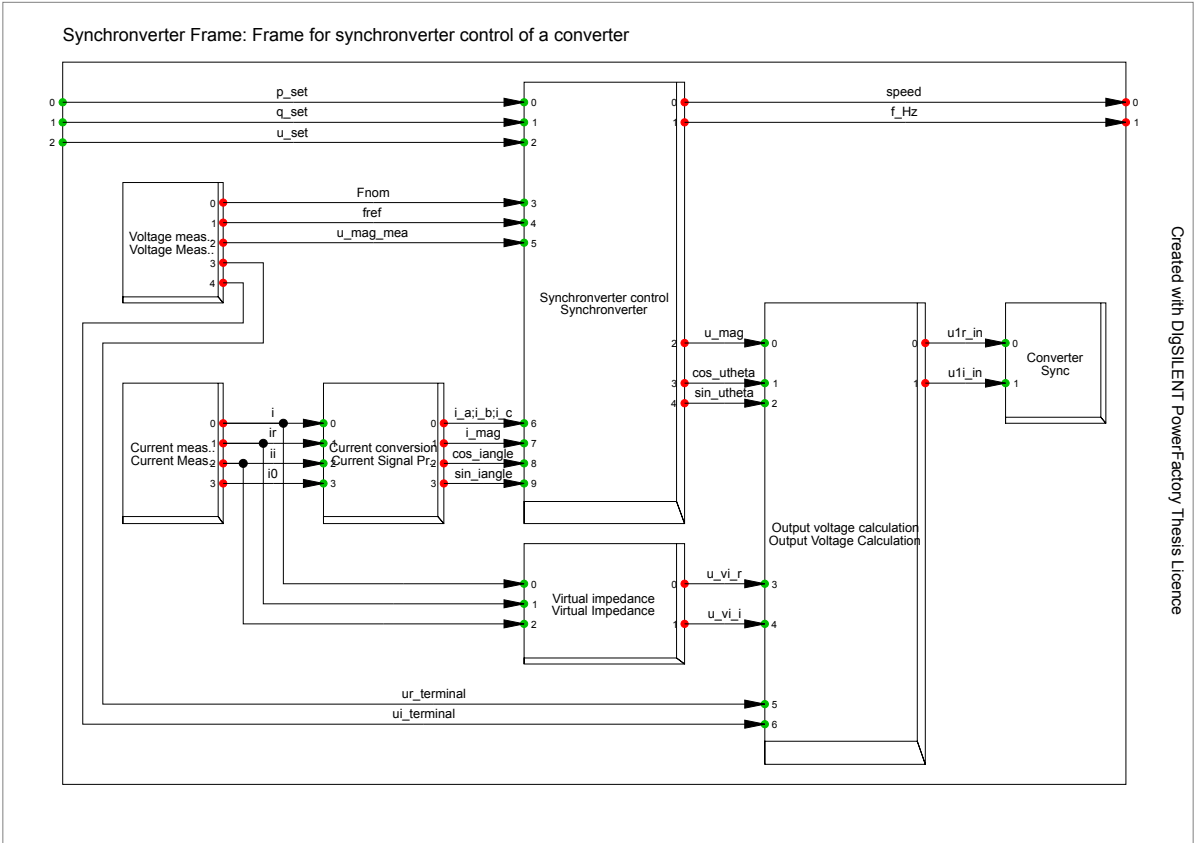 Synchronverter Frame: Frame for synchronverter control of a converter
0
p_set
0
0
speed
0
1
q_set
1
1
f_Hz
1
2
u_set
2
0
Fnom
3
1
fref
4
Voltage meas..
Voltage Meas..
2
u_mag_mea
5
3
4
Synchronverter control
Synchronverter
2
u_mag
0
3
cos_utheta
1
4
sin_utheta
2
0
u1r_in
0
1
u1i_in
1
Converter
Sync
Current meas..
Current Meas..
0
i
0
1
ir
1
2
ii
2
3
i0
3
Current conversion
Current Signal Pr..
0
i_a;i_b;i_c
6
1
i_mag
7
2
cos_iangle
8
3
sin_iangle
9
Output voltage calculation
Output Voltage Calculation
0
1
2
Virtual impedance
Virtual Impedance
0
u_vi_r
3
1
u_vi_i
4
ur_terminal
5
ui_terminal
6
Created with DIgSILENT PowerFactory Thesis Licence